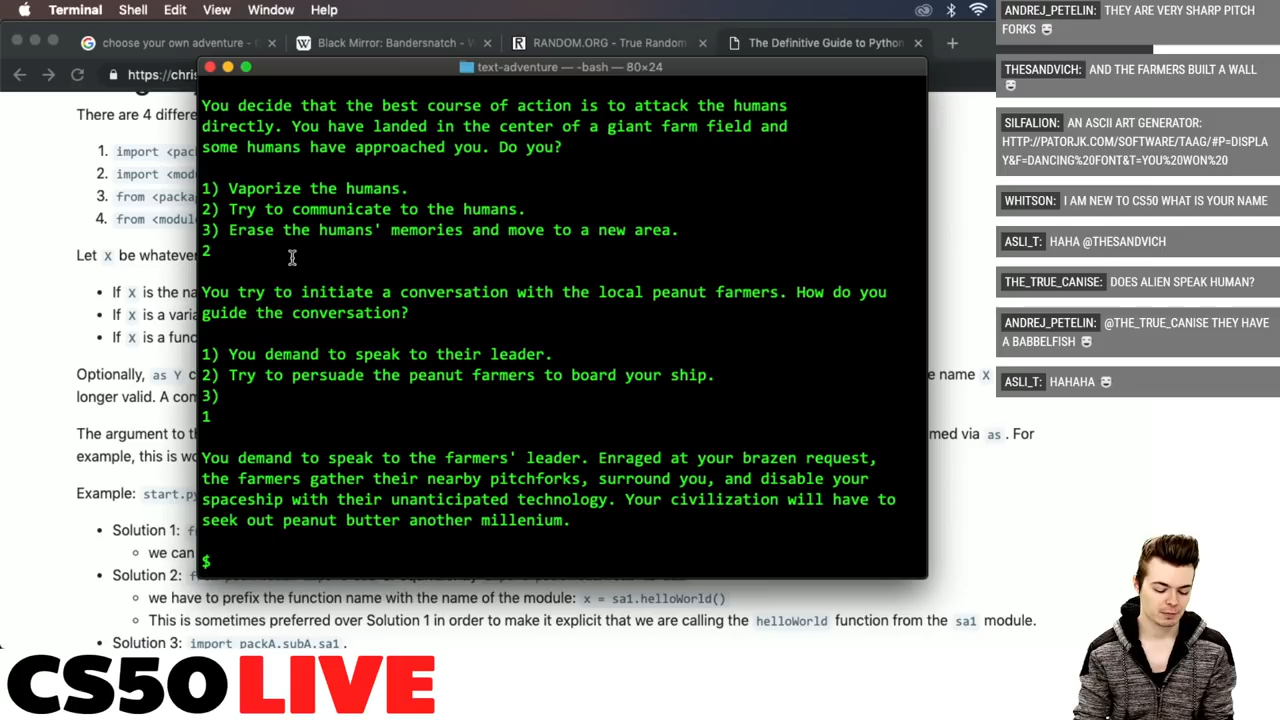 Terminal Shell Edit View Window Help
choose your own adventure -
Black Mirror: Bandersnatch -
RANDOM.ORG - True Random
The Definitive Guide to Python
https://chris
There are 4 differe
1. import <pac
2. import <mod
3. from <packa
4. from <modul
Let X be whatever
If X is the na
If X is a varia
If X is a func
Optionally, as Y c
e name X
longer valid. A con
The argument to th
med via as . For
example, this is wo
Example: start.py
Solution 1:
we can
Solution 2:
we have to prefix the function name with the name of the module: x = sa1.helloWorld()
This is sometimes preferred over Solution 1 in order to make it explicit that we are calling the helloWorld function from the sa1 module.
Solution 3: import packA.subA.sa1 .
text-adventure — -bash — 80×24
You decide that the best course of action is to attack the humans
directly. You have landed in the center of a giant farm field and
some humans have approached you. Do you?
1) Vaporize the humans.
2) Try to communicate to the humans.
3) Erase the humans' memories and move to a new area.
2
You try to initiate a conversation with the local peanut farmers. How do you
guide the conversation?
1) You demand to speak to their leader.
2) Try to persuade the peanut farmers to board your ship.
3)
1
You demand to speak to the farmers' leader. Enraged at your brazen request,
the farmers gather their nearby pitchforks, surround you, and disable your
spaceship with their unanticipated technology. Your civilization will have to
seek out peanut butter another millenium.
$
ANDREJ_PETELIN: THEY ARE VERY SHARP PITCH
FORKS
THESANDVICH: AND THE FARMERS BUILT A WALL
SILFALION: AN ASCII ART GENERATOR:
HTTP://PATORJK.COM/SOFTWARE/TAAG/#P=DISPLA
Y&F=DANCING%20FONT&T=YOU%20WON%20
WHITSON: I AM NEW TO CS50 WHAT IS YOUR NAME
ASLI_T: HAHA @THESANDVICH
THE_TRUE_CANISE: DOES ALIEN SPEAK HUMAN?
ANDREJ_PETELIN: @THE_TRUE_CANISE THEY HAVE
A BABBELFISH
ASLI_T: HAHAHA
CS50 LIVE